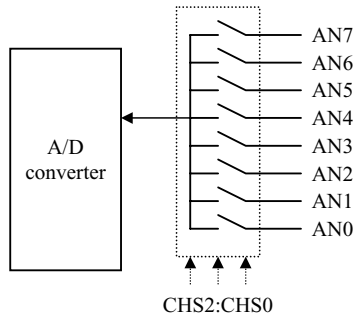 AN7
AN6
AN5
AN4
AN3
AN2
AN1
AN0
A/D
converter
CHS2:CHS0